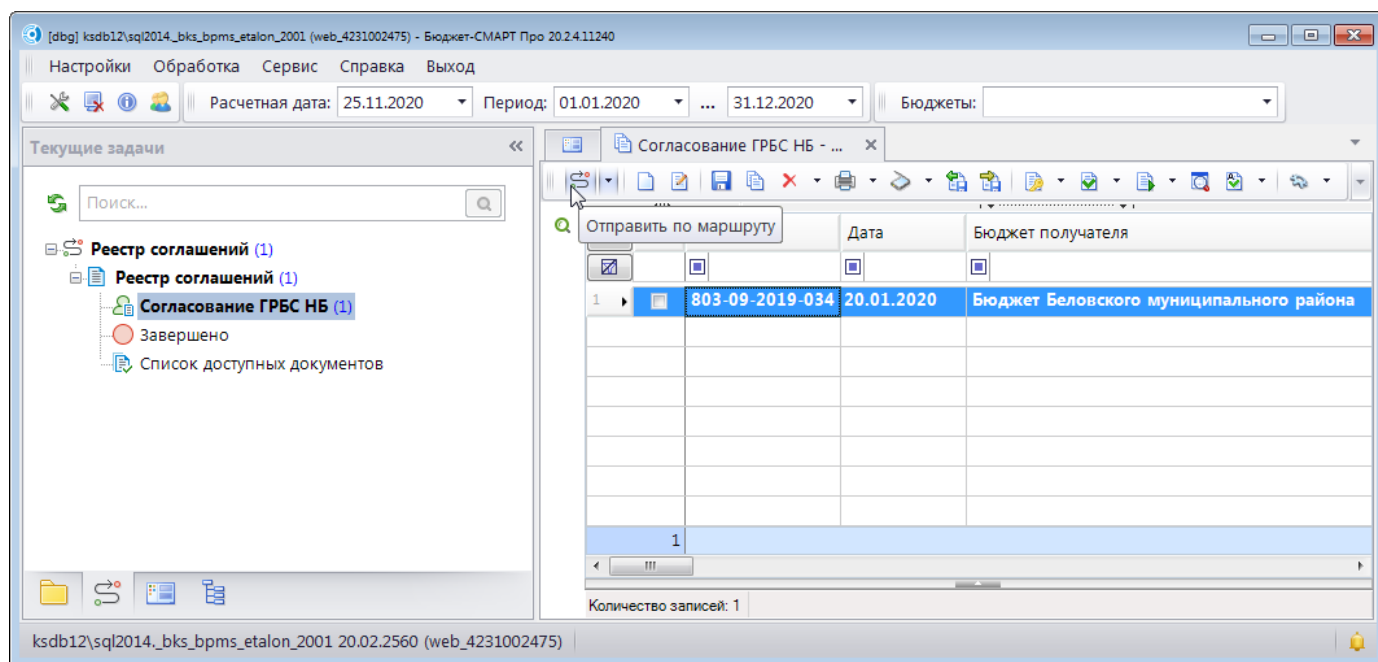 [dbg] ksdb12\sql2014._bks_bpms_etalon_2001 (web_4231002475) - Бюджет-СМАРТ Про 20.2.4.11240
Настройки Обработка Сервис Справка Выход
Расчетная дата: 25.11.2020 Период: 01.01.2020 ... 31.12.2020 Бюджеты:
Текущие задачи
Согласование ГРБС НБ - ...
Поиск...
Отправить по маршруту
Дата Бюджет получателя
Реестр соглашений (1)
Реестр соглашений (1)
Согласование ГРБС НБ (1)
Завершено
Список доступных документов
1 803-09-2019-034 20.01.2020 Бюджет Беловского муниципального района
1
Количество записей: 1
ksdb12\sql2014._bks_bpms_etalon_2001 20.02.2560 (web_4231002475)